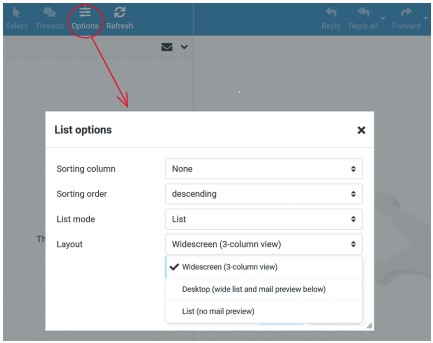 Select Threads Options Refresh Reply Reply all Forward
List options
Sorting column None
Sorting order descending
List mode List
Layout Widescreen (3-column view)
Th
Widescreen (3-column view)
Desktop (wide list and mail preview below)
List (no mail preview)